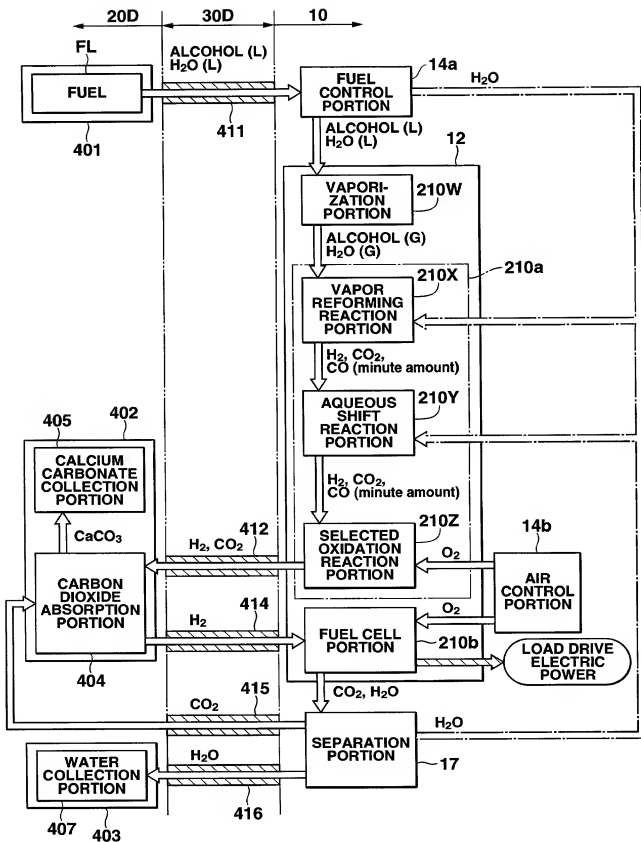 20D
30D
10
FL
FUEL
401
ALCOHOL (L)
H2O (L)
411
FUEL
CONTROL
PORTION
14a
H2O
ALCOHOL (L)
H2O (L)
12
VAPORI-
ZATION
PORTION
210W
ALCOHOL (G)
H2O (G)
210a
VAPOR
REFORMING
REACTION
PORTION
210X
H2, CO2,
CO (minute amount)
AQUEOUS
SHIFT
REACTION
PORTION
210Y
H2, CO2,
CO (minute amount)
405
402
CALCIUM
CARBONATE
COLLECTION
PORTION
CaCO3
CARBON
DIOXIDE
ABSORPTION
PORTION
404
H2, CO2
412
SELECTED
OXIDATION
REACTION
PORTION
210Z
O2
14b
AIR
CONTROL
PORTION
O2
H2
414
FUEL CELL
PORTION
210b
LOAD DRIVE
ELECTRIC
POWER
CO2, H2O
CO2
415
SEPARATION
PORTION
17
H2O
H2O
416
WATER
COLLECTION
PORTION
407
403